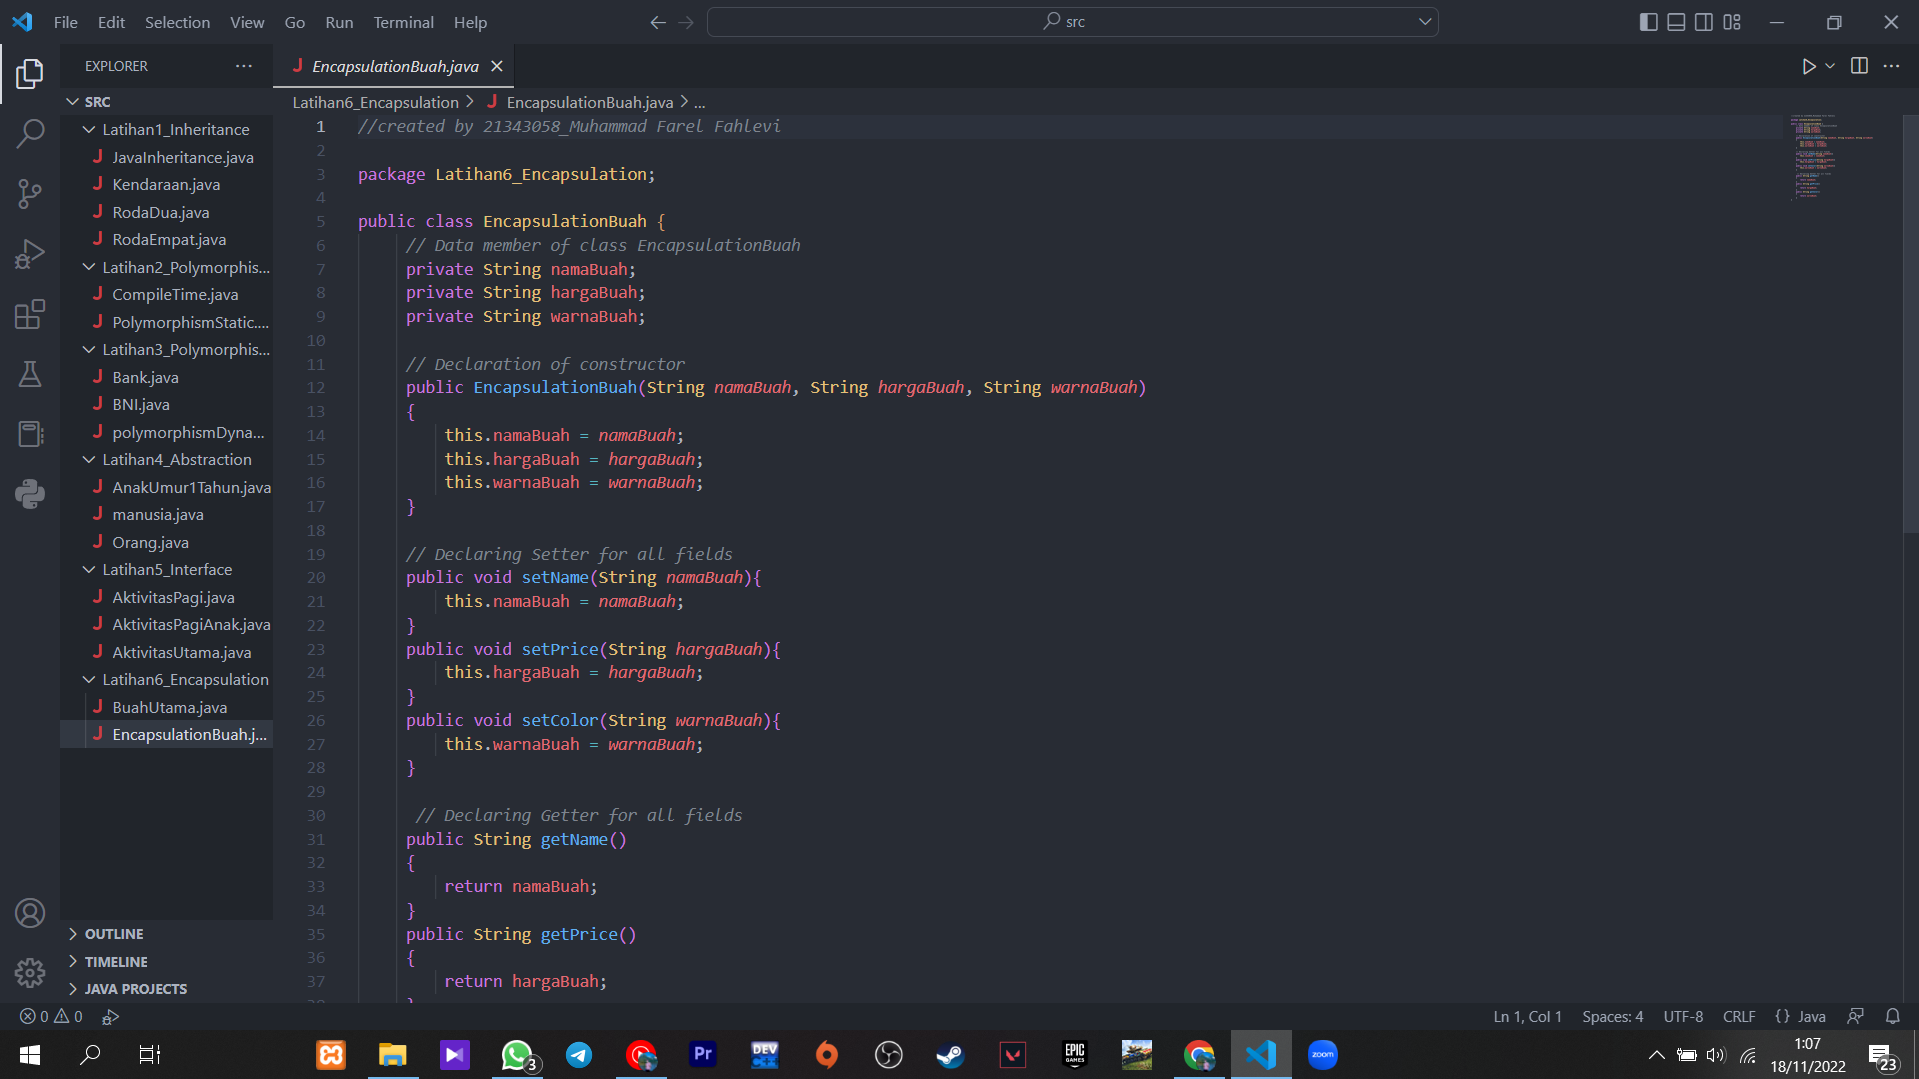 File Edit Selection View Go Run Terminal Help
src
EXPLORER
EncapsulationBuah.java
SRC
Latihan1_Inheritance
JavaInheritance.java
Kendaraan.java
RodaDua.java
RodaEmpat.java
Latihan2_Polymorphis...
CompileTime.java
PolymorphismStatic....
Latihan3_Polymorphis...
Bank.java
BNI.java
polymorphismDyna...
Latihan4_Abstraction
AnakUmur1Tahun.java
manusia.java
Orang.java
Latihan5_Interface
AktivitasPagi.java
AktivitasPagiAnak.java
AktivitasUtama.java
Latihan6_Encapsulation
BuahUtama.java
EncapsulationBuah.j...
OUTLINE
TIMELINE
JAVA PROJECTS
Latihan6_Encapsulation > EncapsulationBuah.java > ...
1 //created by 21343058_Muhammad Farel Fahlevi
2
3 package Latihan6_Encapsulation;
4
5 public class EncapsulationBuah {
6 // Data member of class EncapsulationBuah
7 private String namaBuah;
8 private String hargaBuah;
9 private String warnaBuah;
10
11 // Declaration of constructor
12 public EncapsulationBuah(String namaBuah, String hargaBuah, String warnaBuah)
13 {
14 this.namaBuah = namaBuah;
15 this.hargaBuah = hargaBuah;
16 this.warnaBuah = warnaBuah;
17 }
18
19 // Declaring Setter for all fields
20 public void setName(String namaBuah){
21 this.namaBuah = namaBuah;
22 }
23 public void setPrice(String hargaBuah){
24 this.hargaBuah = hargaBuah;
25 }
26 public void setColor(String warnaBuah){
27 this.warnaBuah = warnaBuah;
28 }
29
30 // Declaring Getter for all fields
31 public String getName()
32 {
33 return namaBuah;
34 }
35 public String getPrice()
36 {
37 return hargaBuah;
38 }
0 0
Ln 1, Col 1 Spaces: 4 UTF-8 CRLF {} Java
3
Pr
DEV C++
EPIC GAMES
zoom
1:07
18/11/2022
23